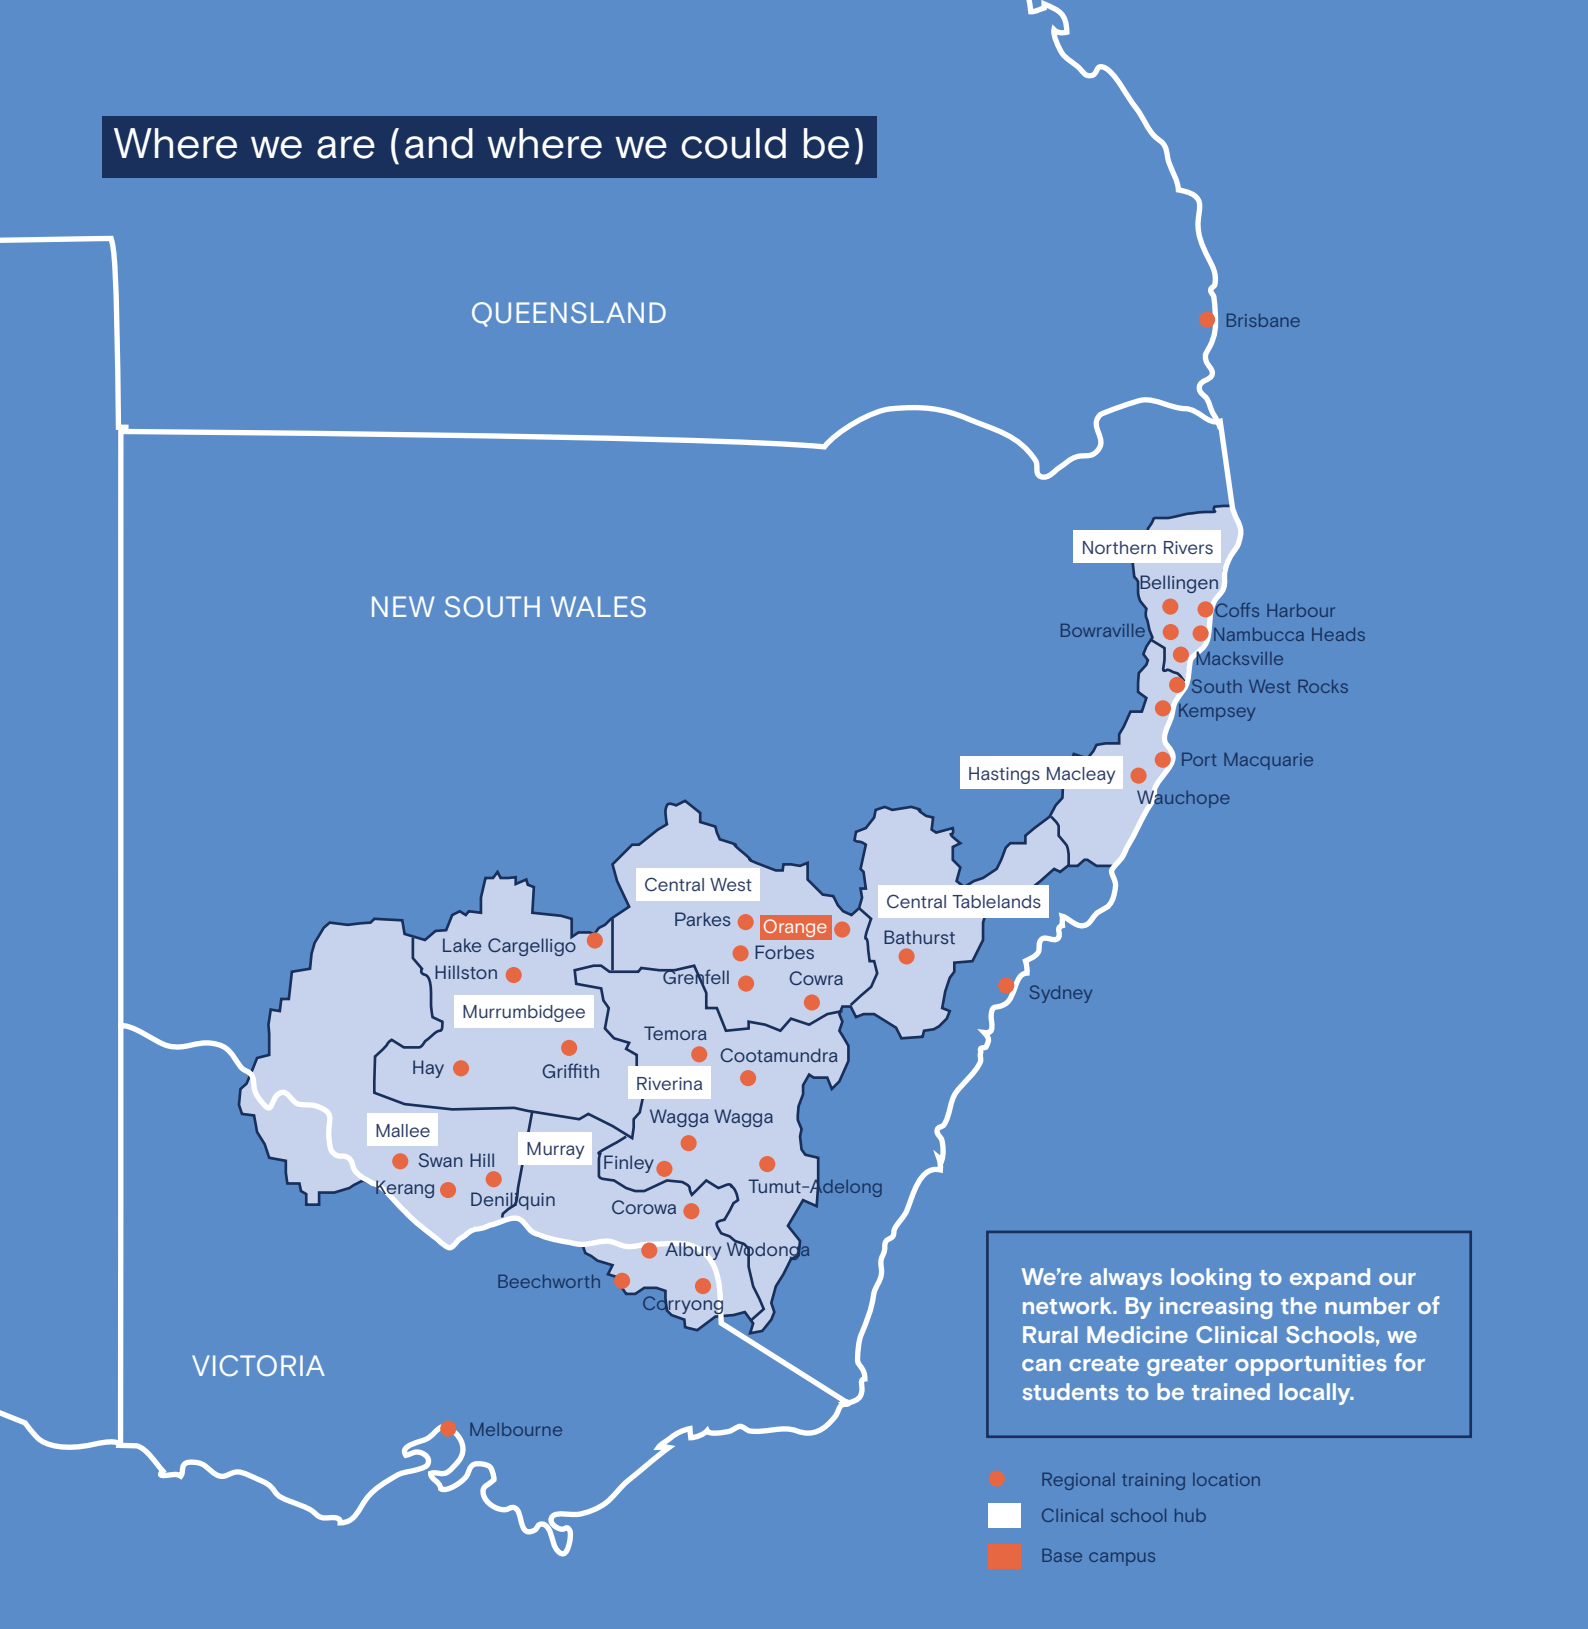 Where we are (and where we could be)
QUEENSLAND
Brisbane
NEW SOUTH WALES
Northern Rivers
Bellingen
Coffs Harbour
Bowraville
Nambucca Heads
Macksville
South West Rocks
Kempsey
Port Macquarie
Hastings Macleay
Wauchope
Central West
Central Tablelands
Parkes
Orange
Bathurst
Lake Cargelligo
Forbes
Hillston
Grenfell
Cowra
Sydney
Murrumbidgee
Temora
Cootamundra
Hay
Griffith
Riverina
Wagga Wagga
Mallee
Murray
Swan Hill
Finley
Kerang
Deniliquin
Tumut-Adelong
Corowa
Albury Wodonga
Beechworth
Corryong
We're always looking to expand our
network. By increasing the number of
Rural Medicine Clinical Schools, we
can create greater opportunities for
students to be trained locally.
VICTORIA
Melbourne
Regional training location
Clinical school hub
Base campus